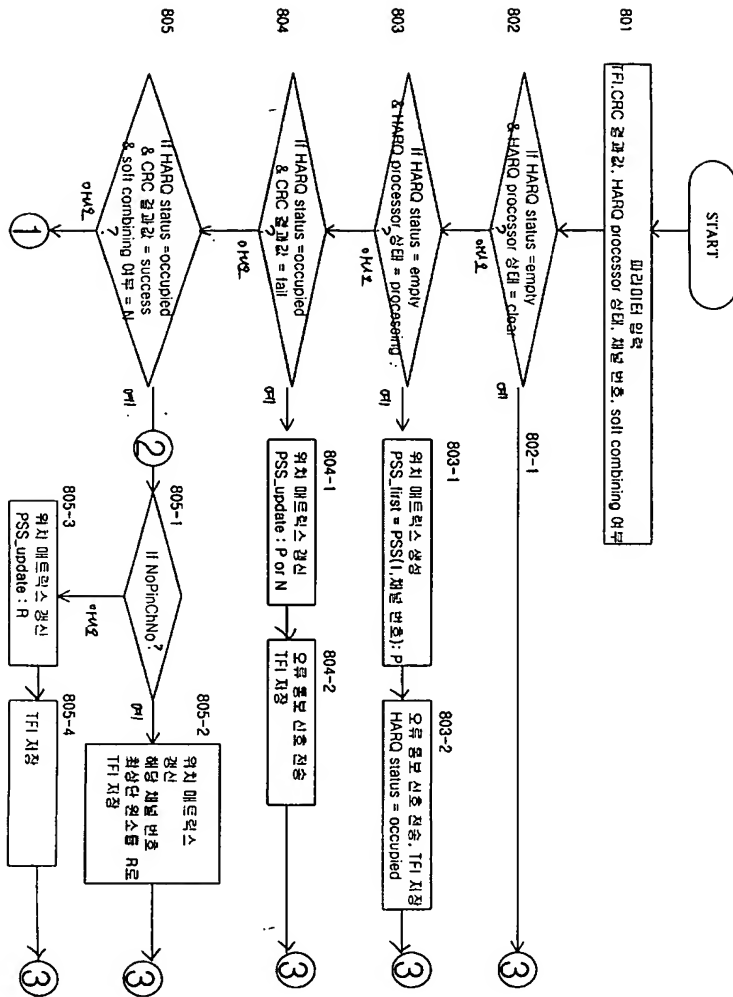 START
801
파라미터 입력
TFI,CRC 결과값, HARQ processor 상태, 채널 번호, soft combining 여부
802
If HARQ status =empty
& HARQ processor 상태 = clear
?
예
아니오
802-1
③
803
If HARQ status = empty
& HARQ processor 상태 = processing :
?
예
아니오
803-1
위치 매트릭스 생성
PSS_first = PSS(1,채널 번호): P
803-2
오류 통보 신호 전송, TFI 저장
HARQ status = occupied
③
804
If HARQ status =occupied
& CRC 결과값 = fail
?
예
아니오
804-1
위치 매트릭스 갱신
PSS_update : P or N
804-2
오류 통보 신호 전송
TFI 저장
③
805
If HARQ status =occupied
& CRC 결과값 = success
& soft combining 여부 = N
?
예
아니오
①
②
805-1
If NoPinChNo?
예
아니오
805-2
위치 매트릭스
갱신
해당 채널 번호
최상단 원소를 R로
TFI 저장
③
805-3
위치 매트릭스 갱신
PSS_update : R
805-4
TFI 저장
③